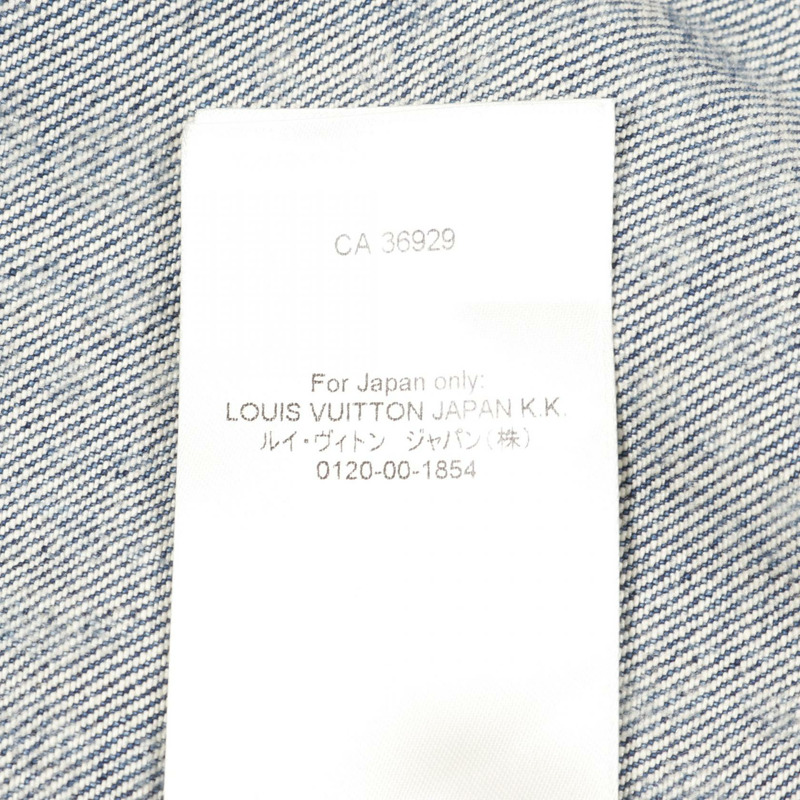 CA 36929
For Japan only:
LOUIS VUITTON JAPAN K.K.
ルイ・ヴィトン ジャパン(株)
0120-00-1854